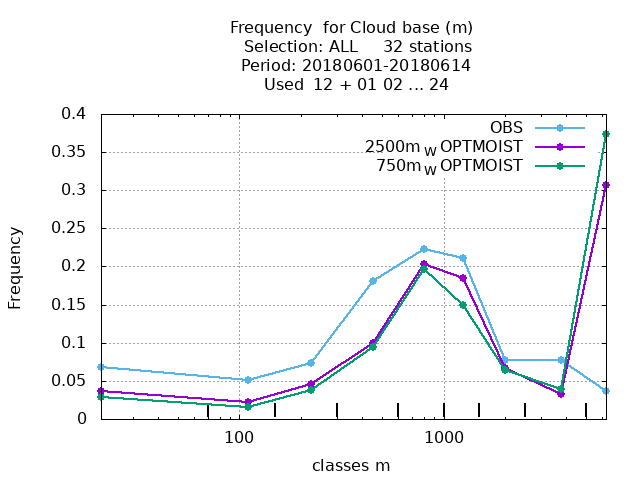 Frequency  for Cloud base (m)
Selection: ALL     32 stations
Period: 20180601-20180614
Used  12 + 01 02 ... 24
0.4
0.35
0.3
0.25
0.2
0.15
0.1
0.05
0
Frequency
OBS
2500m W OPTMOIST
750m W OPTMOIST
100
1000
classes m